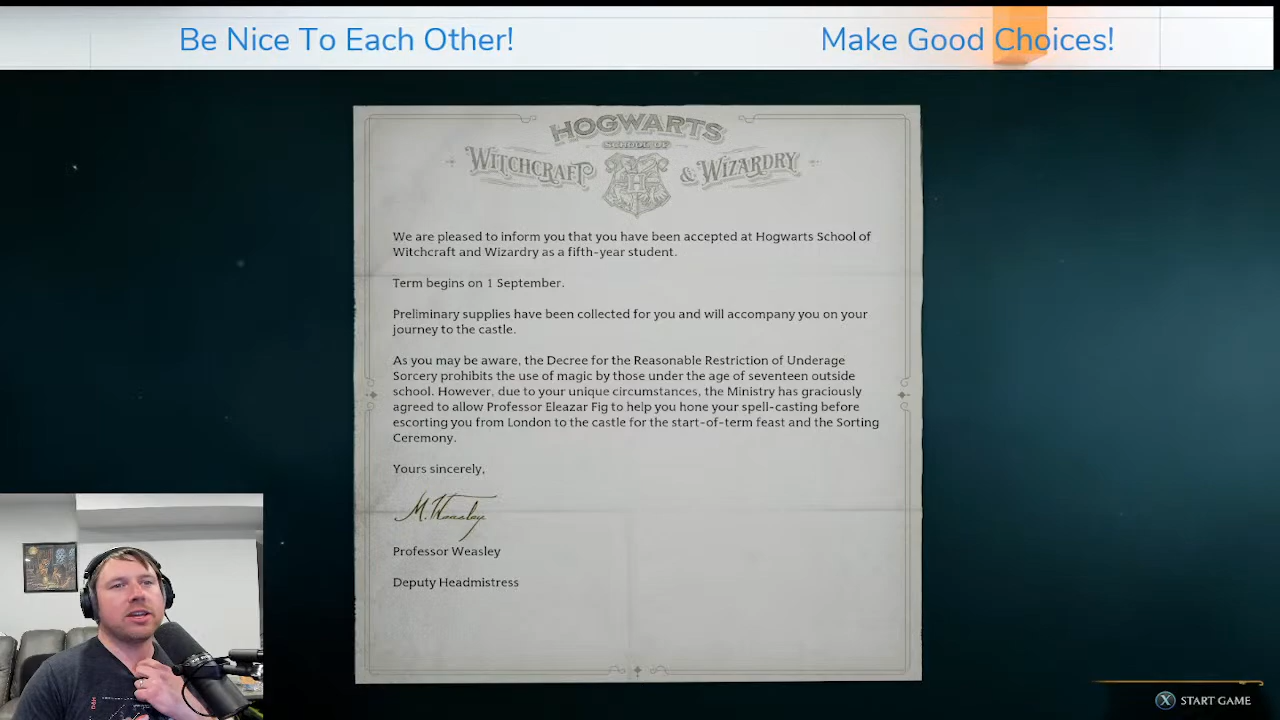 Be Nice To Each Other!
Make Good Choices!
HOGWARTS
SCHOOL OF
WITCHCRAFT & WIZARDRY
H
We are pleased to inform you that you have been accepted at Hogwarts School of
Witchcraft and Wizardry as a fifth-year student.
Term begins on 1 September.
Preliminary supplies have been collected for you and will accompany you on your
journey to the castle.
As you may be aware, the Decree for the Reasonable Restriction of Underage
Sorcery prohibits the use of magic by those under the age of seventeen outside
school. However, due to your unique circumstances, the Ministry has graciously
agreed to allow Professor Eleazar Fig to help you hone your spell-casting before
escorting you from London to the castle for the start-of-term feast and the Sorting
Ceremony.
Yours sincerely,
M. Weasley
Professor Weasley
Deputy Headmistress
X START GAME